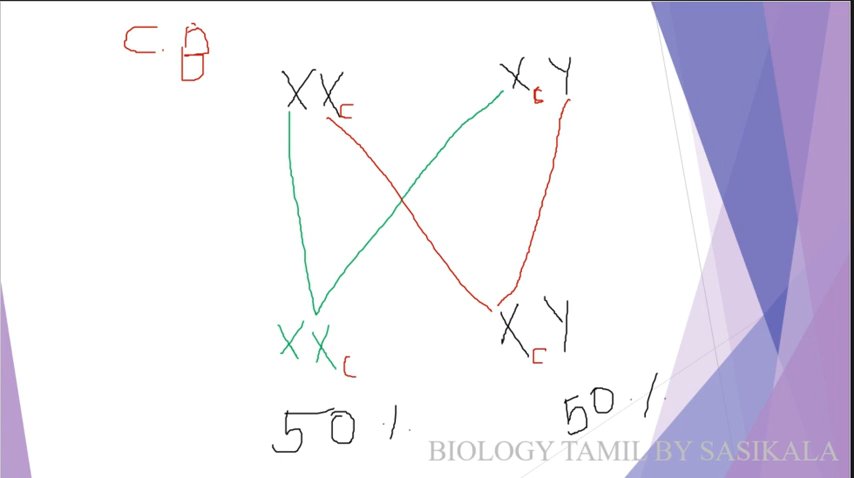 C.B
XXc XcY
XXc XcY
50 % 50 %
BIOLOGY TAMIL BY SASIKALA